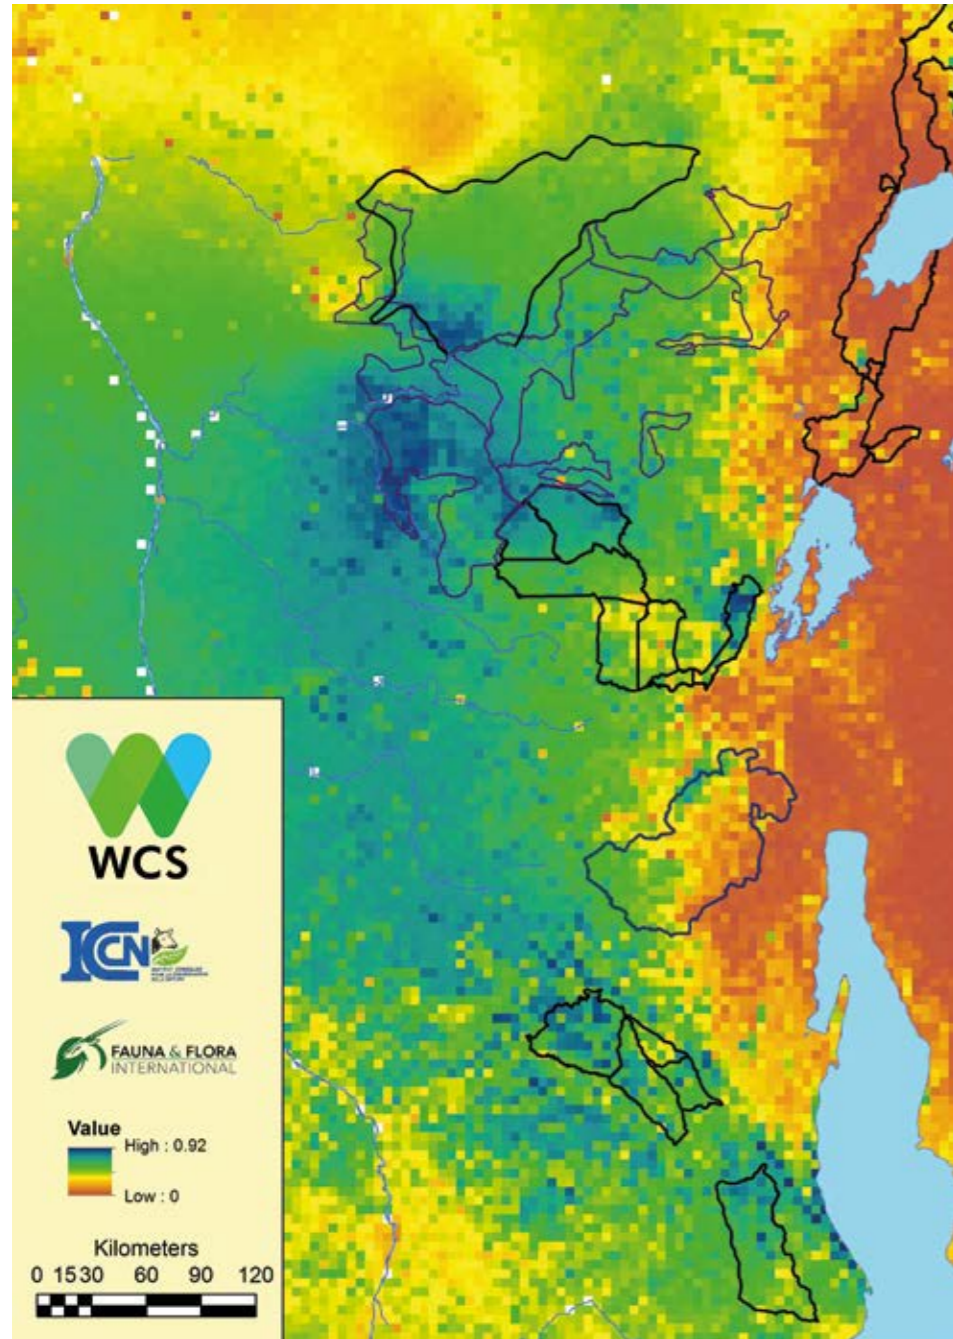 WCS
ICCN
FAUNA & FLORA
INTERNATIONAL
Value
High : 0.92
Low : 0
Kilometers
0 15 30 60 90 120